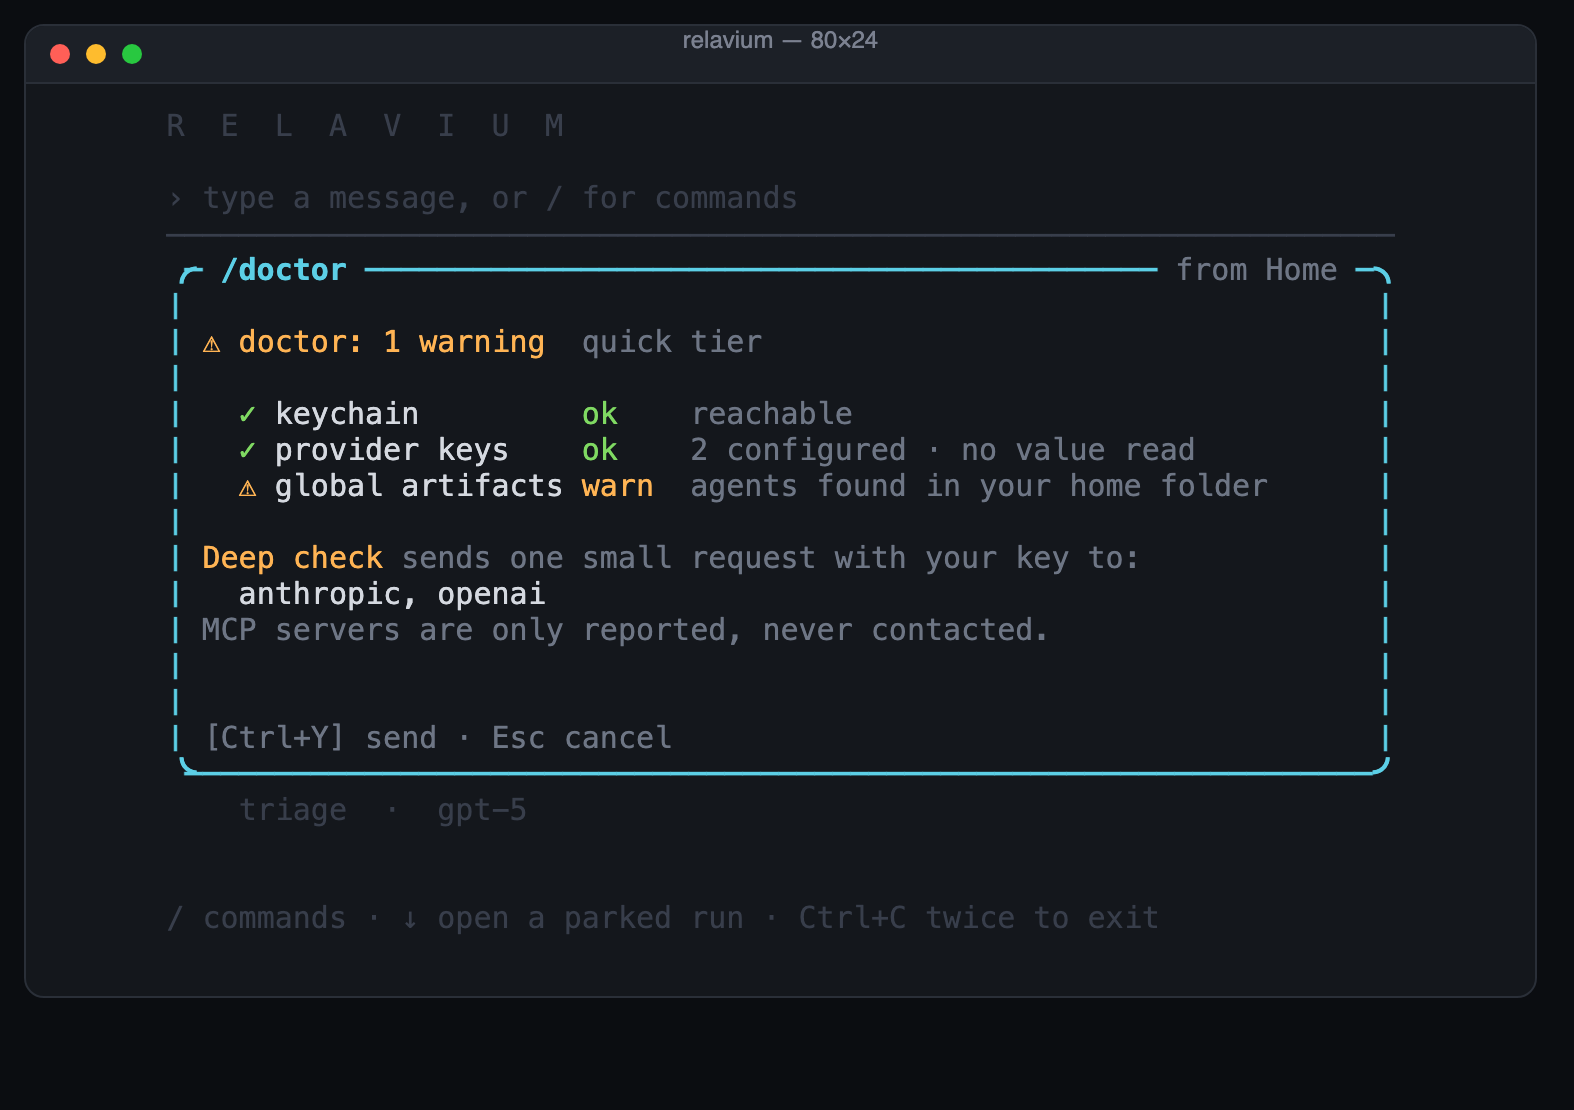 relavium — 80×24
R E L A V I U M
› type a message, or / for commands
/doctor from Home
⚠ doctor: 1 warning quick tier
✓ keychain ok reachable
✓ provider keys ok 2 configured · no value read
⚠ global artifacts warn agents found in your home folder
Deep check sends one small request with your key to:
anthropic, openai
MCP servers are only reported, never contacted.
[Ctrl+Y] send · Esc cancel
triage · gpt-5
/ commands · ↓ open a parked run · Ctrl+C twice to exit